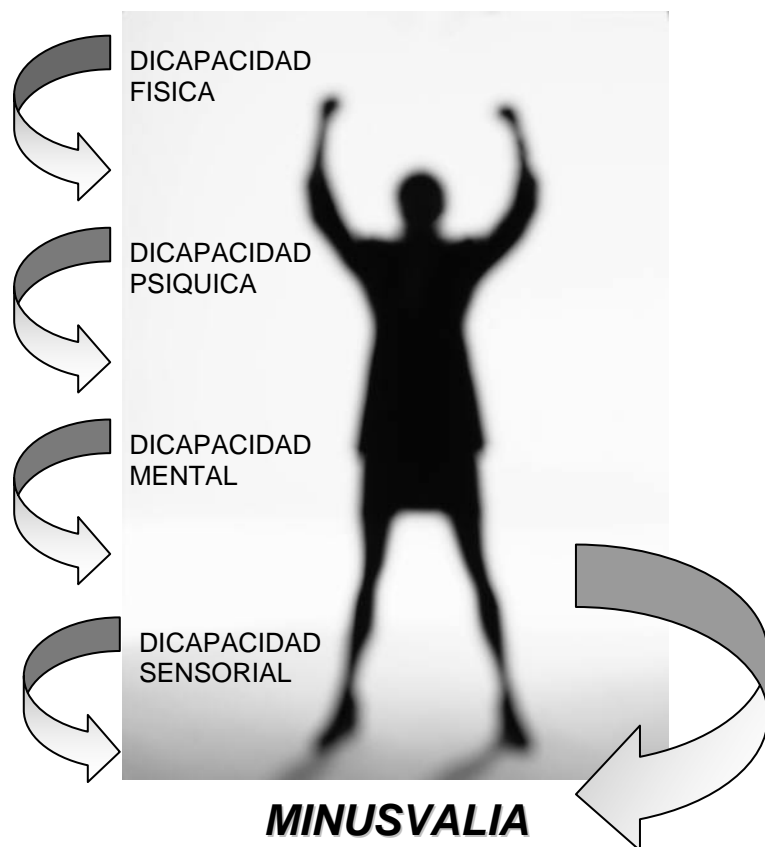 DICAPACIDAD
FISICA
DICAPACIDAD
PSIQUICA
DICAPACIDAD
MENTAL
DICAPACIDAD
SENSORIAL
MINUSVALIA